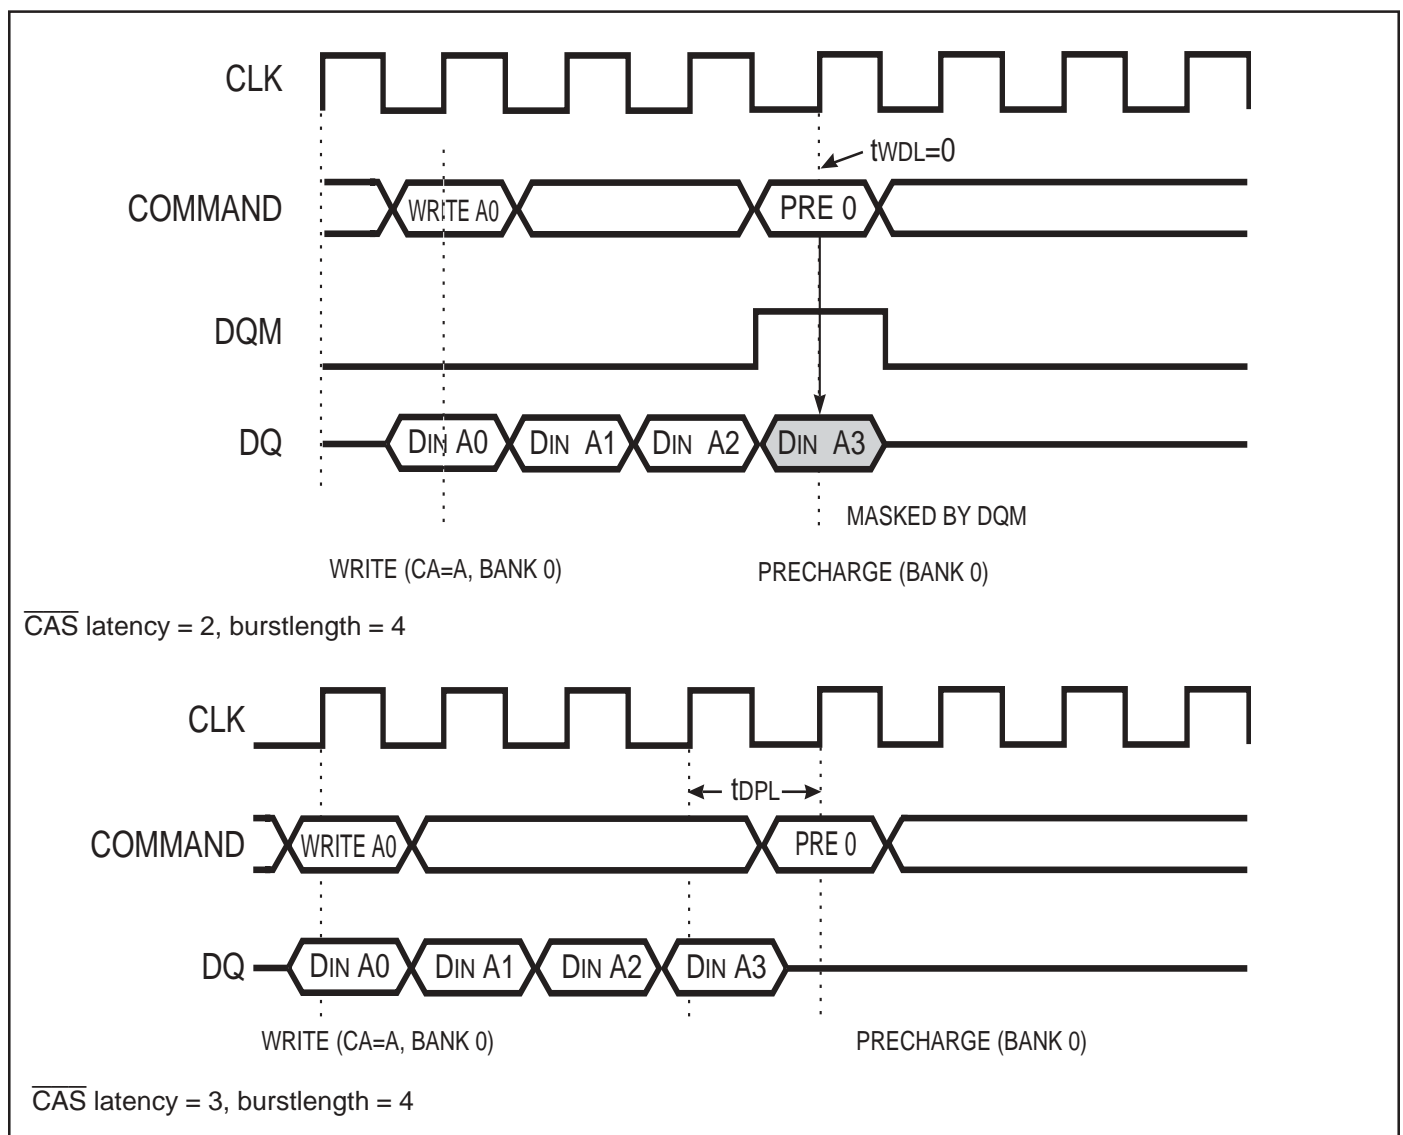 CLK
tWDL=0
COMMAND WRITE A0 PRE 0
DQM
DQ DIN A0 DIN A1 DIN A2 DIN A3
MASKED BY DQM
WRITE (CA=A, BANK 0) PRECHARGE (BANK 0)
CAS latency = 2, burstlength = 4
CLK
tDPL
COMMAND WRITE A0 PRE 0
DQ DIN A0 DIN A1 DIN A2 DIN A3
WRITE (CA=A, BANK 0) PRECHARGE (BANK 0)
CAS latency = 3, burstlength = 4